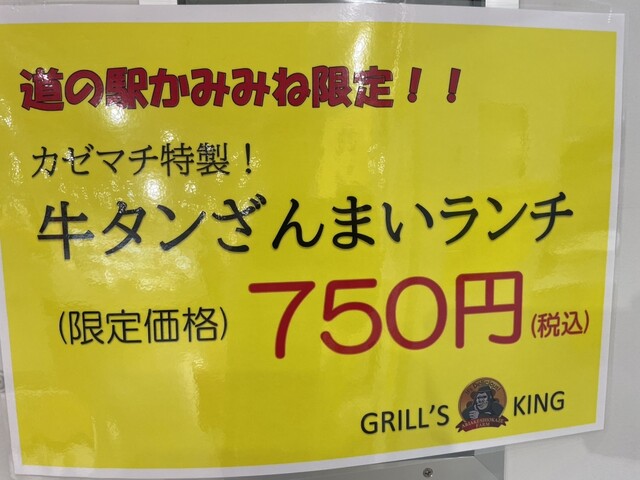 道の駅かみみね限定！！
カゼマチ特製！
牛タンざんまいランチ
(限定価格) 750円(税込)
GRILL'S KING